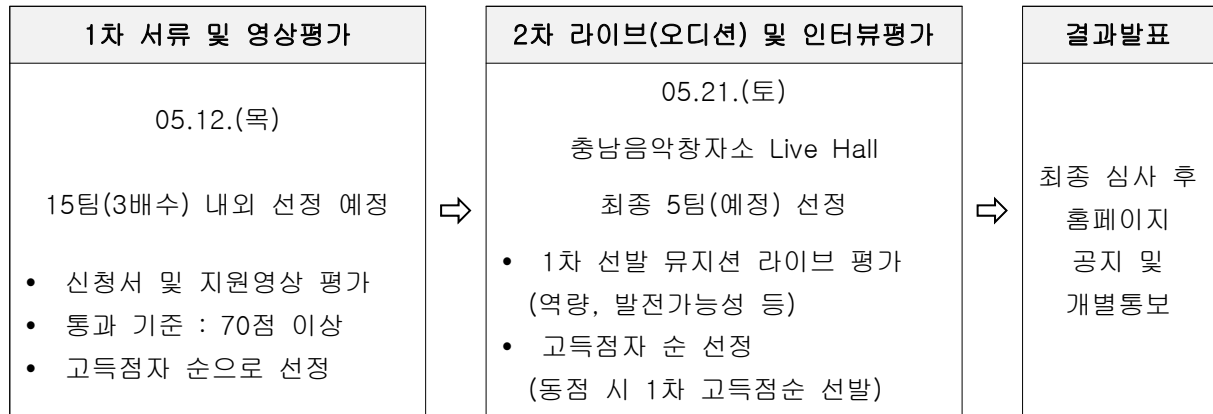 1차 서류 및 영상평가
05.12.(목)
15팀(3배수) 내외 선정 예정
• 신청서 및 지원영상 평가
• 통과 기준 : 70점 이상
• 고득점자 순으로 선정
⇨
2차 라이브(오디션) 및 인터뷰평가
05.21.(토)
충남음악창자소 Live Hall
최종 5팀(예정) 선정
• 1차 선발 뮤지션 라이브 평가
(역량, 발전가능성 등)
• 고득점자 순 선정
(동점 시 1차 고득점순 선발)
⇨
결과발표
최종 심사 후
홈페이지
공지 및
개별통보